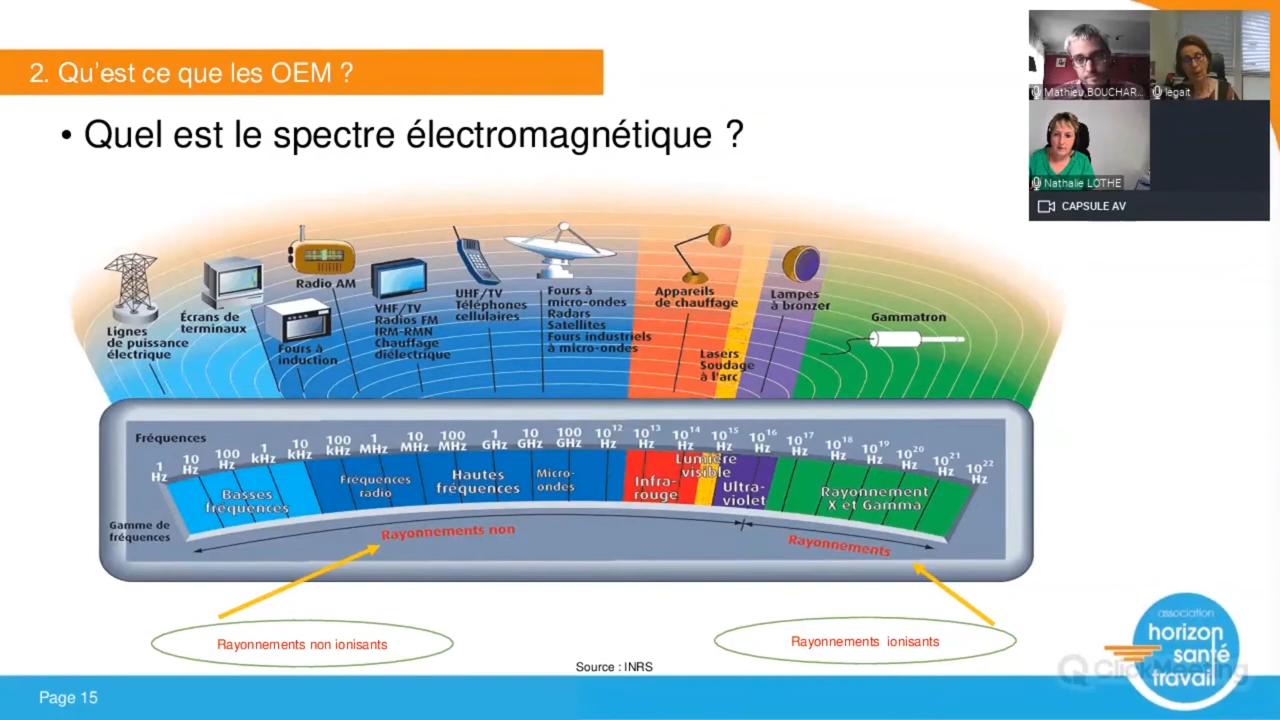 2. Qu'est ce que les OEM ?
• Quel est le spectre électromagnétique ?
Mathieu BOUCHAR...
legait
Nathalie LOTHE
CAPSULE AV
Lignes
de puissance
électrique
Écrans de
terminaux
Radio AM
Fours à
induction
VHF/TV
Radios FM
IRM-RMN
Chauffage
diélectrique
UHF/TV
Téléphones
cellulaires
Fours à
micro-ondes
Radars
Satellites
Fours industriels
à micro-ondes
Appareils
de chauffage
Lasers
Soudage
à l'arc
Lampes
à bronzer
Gammatron
Fréquences
1
Hz
10
Hz
100
Hz
1
kHz
10
kHz
100
kHz
1
MHz
10
MHz
100
MHz
1
GHz
10
GHz
100
GHz
10¹²
Hz
10¹³
Hz
10¹⁴
Hz
10¹⁵
Hz
10¹⁶
Hz
10¹⁷
Hz
10¹⁸
Hz
10¹⁹
Hz
10²⁰
Hz
10²¹
Hz
10²²
Hz
Gamme de
fréquences
Basses
fréquences
Fréquences
radio
Hautes
fréquences
Micro-
ondes
Infra-
rouge
Lumière
visible
Ultra-
violet
Rayonnement
X et Gamma
Rayonnements non
Rayonnements
Rayonnements non ionisants
Rayonnements ionisants
Source : INRS
Page 15
association
horizon
santé
travail
ClickMeeting